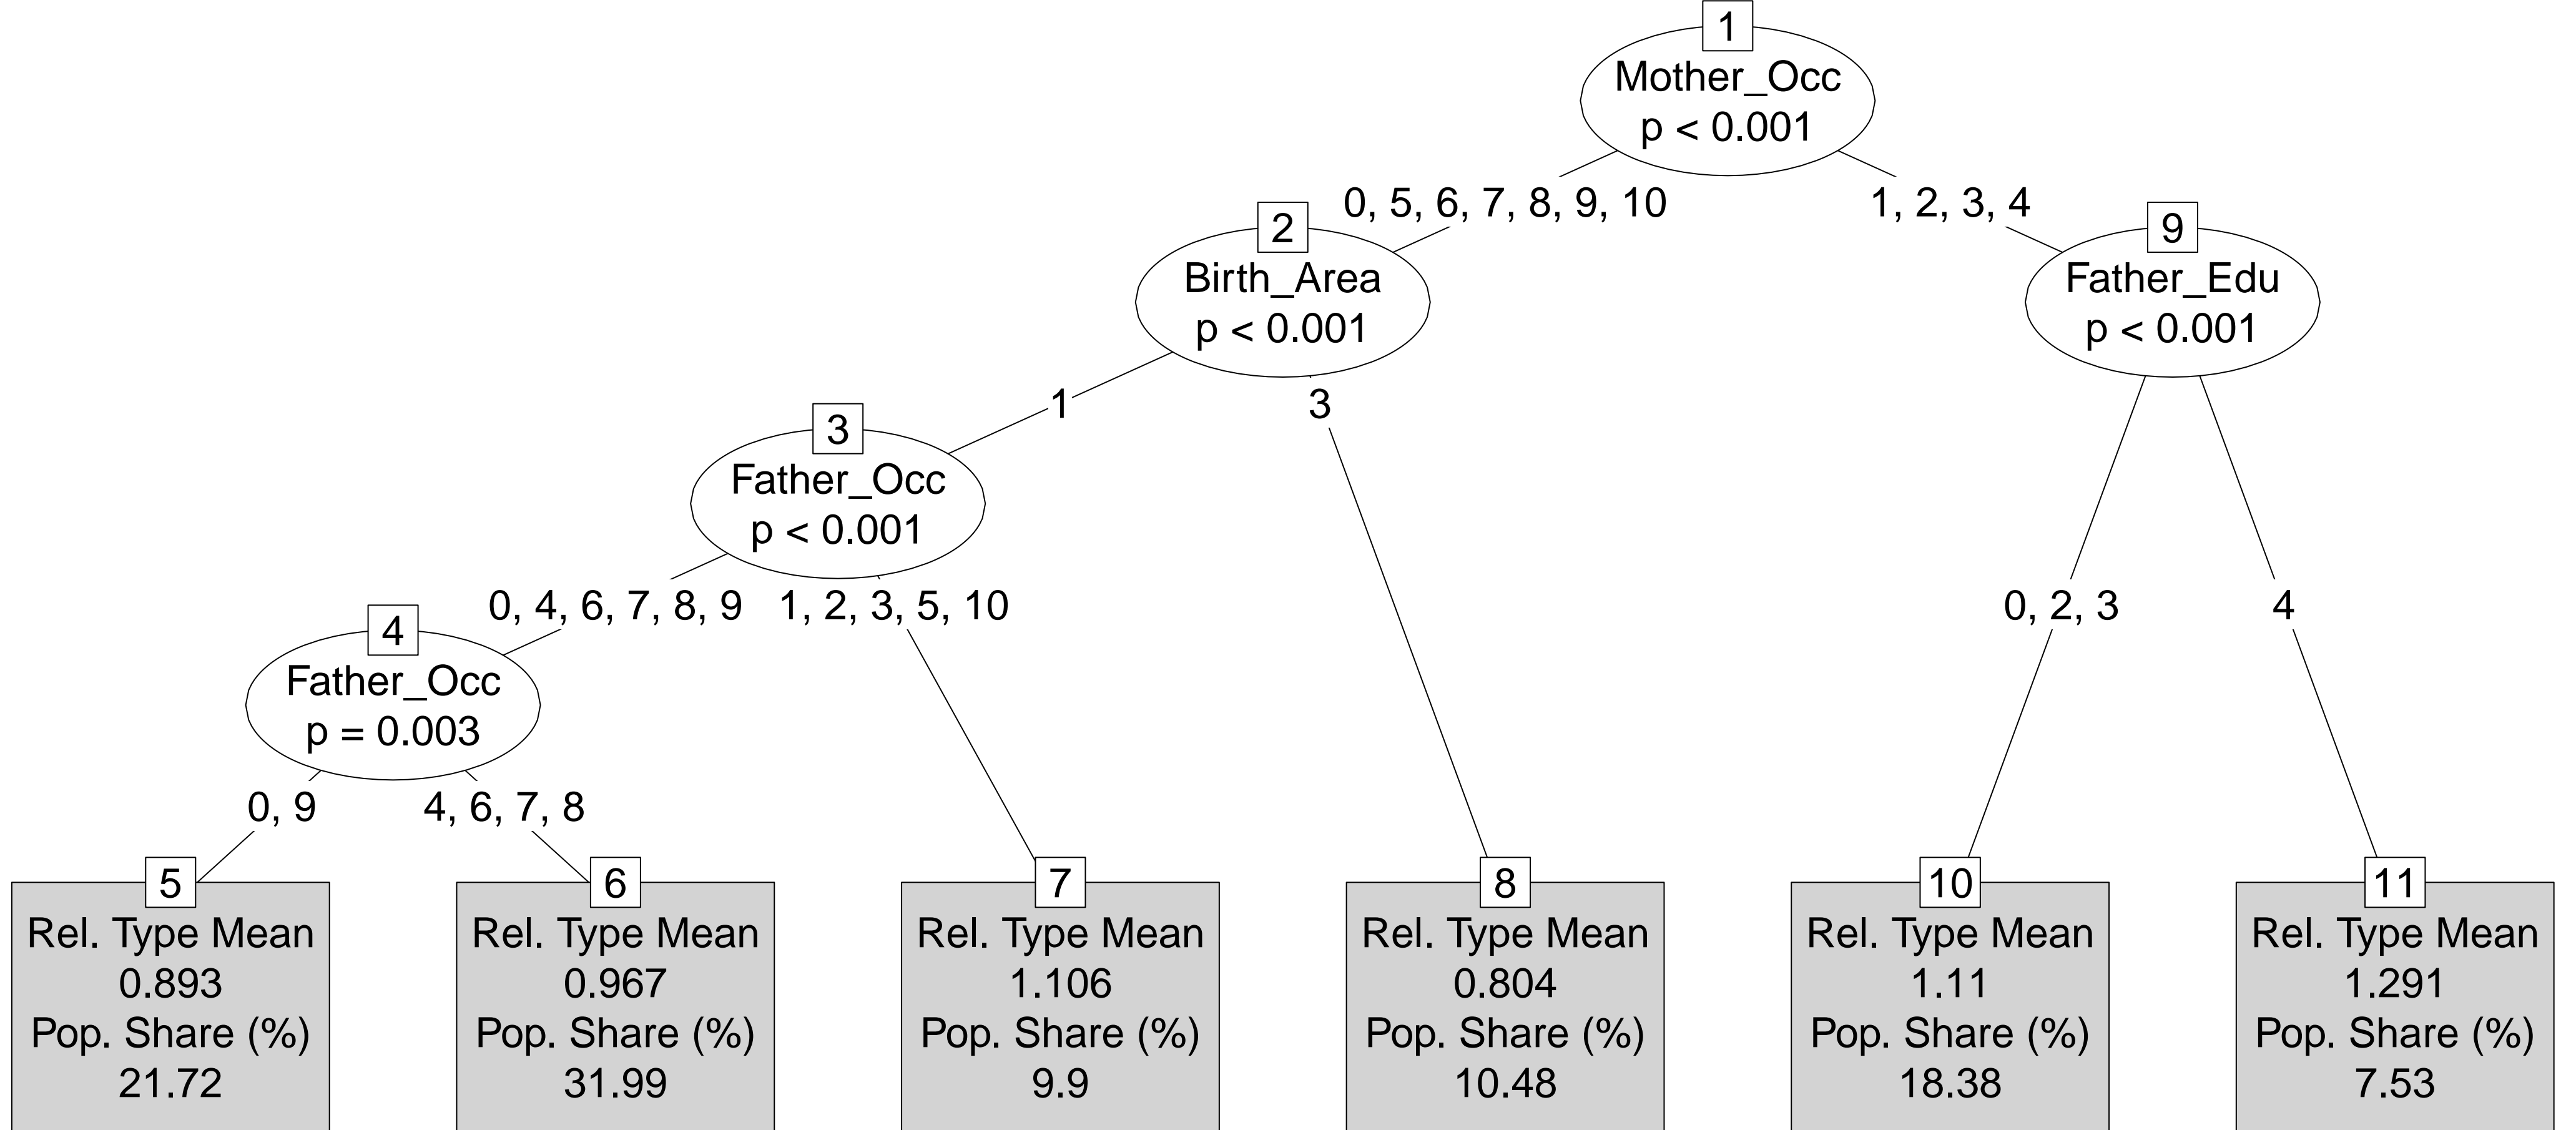 1
Mother_Occ
p < 0.001
0, 5, 6, 7, 8, 9, 10
1, 2, 3, 4
2
Birth_Area
p < 0.001
9
Father_Edu
p < 0.001
1
3
3
Father_Occ
p < 0.001
0, 4, 6, 7, 8, 9
1, 2, 3, 5, 10
0, 2, 3
4
4
Father_Occ
p = 0.003
0, 9
4, 6, 7, 8
5
Rel. Type Mean
0.893
Pop. Share (%)
21.72
6
Rel. Type Mean
0.967
Pop. Share (%)
31.99
7
Rel. Type Mean
1.106
Pop. Share (%)
9.9
8
Rel. Type Mean
0.804
Pop. Share (%)
10.48
10
Rel. Type Mean
1.11
Pop. Share (%)
18.38
11
Rel. Type Mean
1.291
Pop. Share (%)
7.53